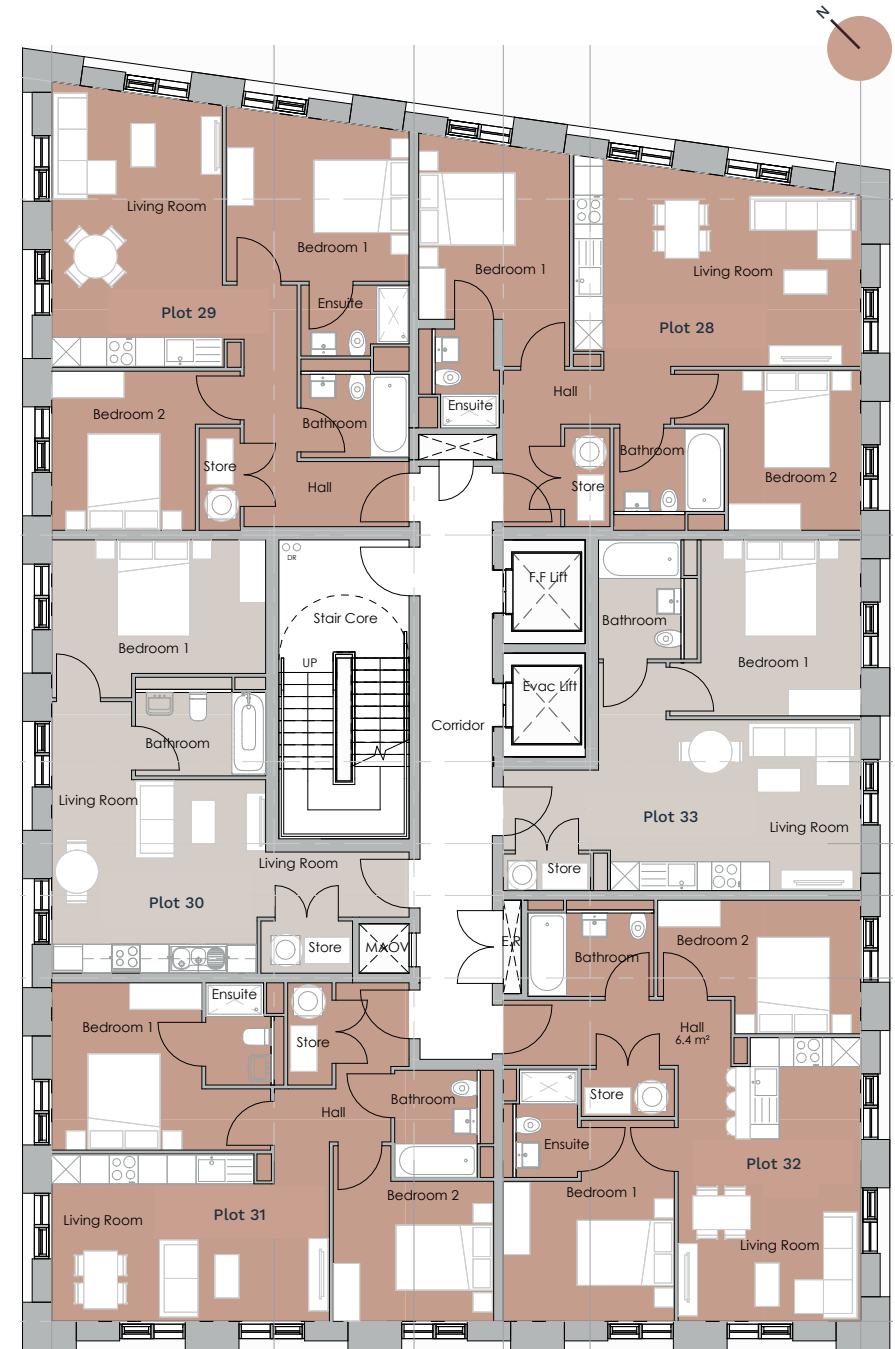 N
Living Room
Bedroom 1
Ensuite
Plot 29
Bedroom 2
Bathroom
Store
Hall
Bedroom 1
Living Room
Plot 28
Hall
Ensuite
Bathroom
Store
Bedroom 2
DR
Stair Core
UP
F.F Lift
Evac Lift
Corridor
Bedroom 1
Bathroom
Living Room
Living Room
Plot 30
Store
MAOV
Bathroom
Bedroom 1
Plot 33
Living Room
Store
E.R
Bathroom
Bedroom 2
Hall
6.4 m²
Store
Ensuite
Bedroom 1
Plot 32
Living Room
Ensuite
Bedroom 1
Store
Hall
Bathroom
Bedroom 2
Plot 31
Living Room